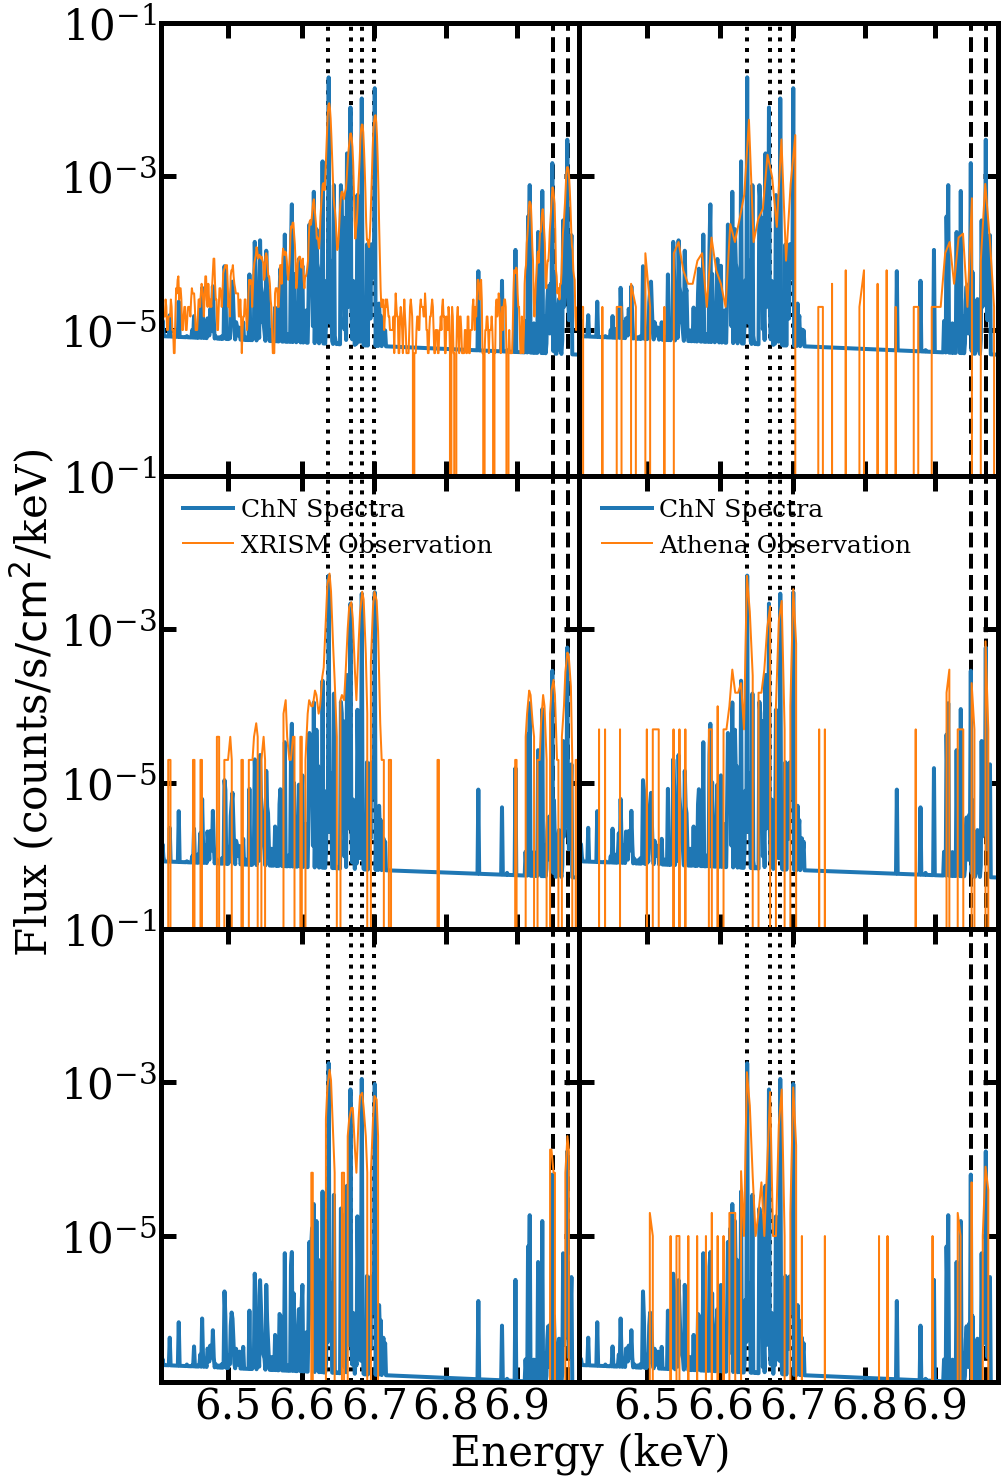 10⁻¹
10⁻³
10⁻⁵
10⁻¹
ChN Spectra
XRISM Observation
ChN Spectra
Athena Observation
10⁻³
10⁻⁵
10⁻¹
10⁻³
10⁻⁵
Flux (counts/s/cm²/keV)
6.5 6.6 6.7 6.8 6.9 6.5 6.6 6.7 6.8 6.9
Energy (keV)